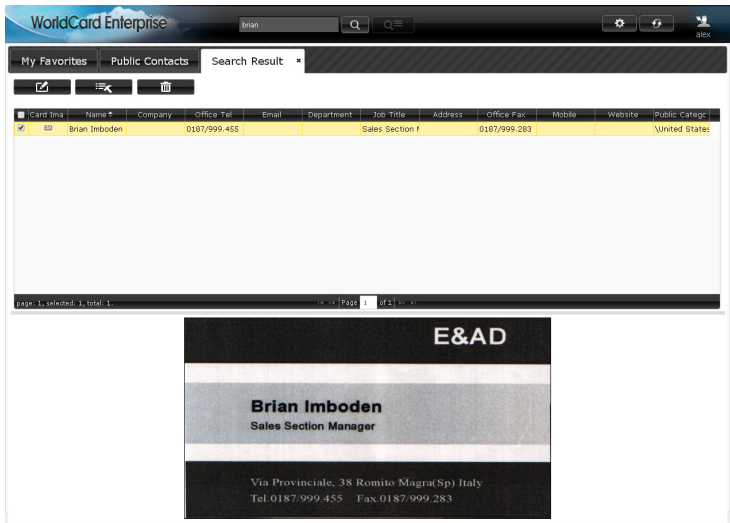 WorldCard Enterprise
brian
alex
My Favorites Public Contacts Search Result ×
Card Ima Name Company Office Tel Email Department Job Title Address Office Fax Mobile Website Public Categc
Brian Imboden 0187/999.455 Sales Section M 0187/999.283 \United States
page: 1, selected: 1, total: 1. Page 1 of 1
E&AD
Brian Imboden
Sales Section Manager
Via Provinciale, 38 Romito Magra(Sp) Italy
Tel.0187/999.455 Fax.0187/999.283